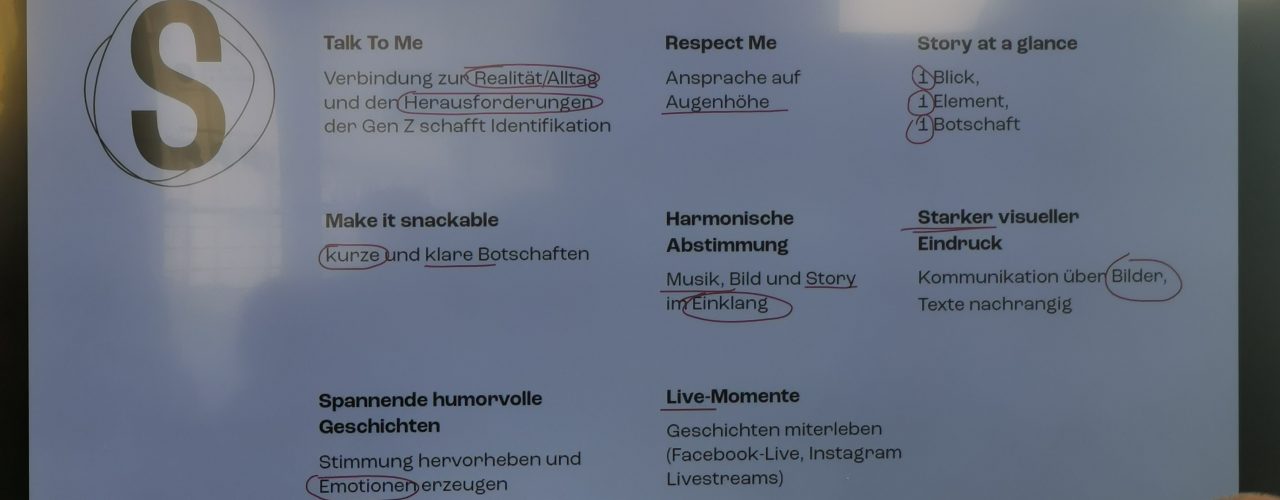 S
Talk To Me
Verbindung zur Realität/Alltag
und den Herausforderungen
der Gen Z schafft Identifikation
Respect Me
Ansprache auf
Augenhöhe
Story at a glance
1 Blick,
1 Element,
1 Botschaft
Make it snackable
kurze und klare Botschaften
Harmonische
Abstimmung
Musik, Bild und Story
im Einklang
Starker visueller
Eindruck
Kommunikation über Bilder,
Texte nachrangig
Spannende humorvolle
Geschichten
Stimmung hervorheben und
Emotionen erzeugen
Live-Momente
Geschichten miterleben
(Facebook-Live, Instagram
Livestreams)